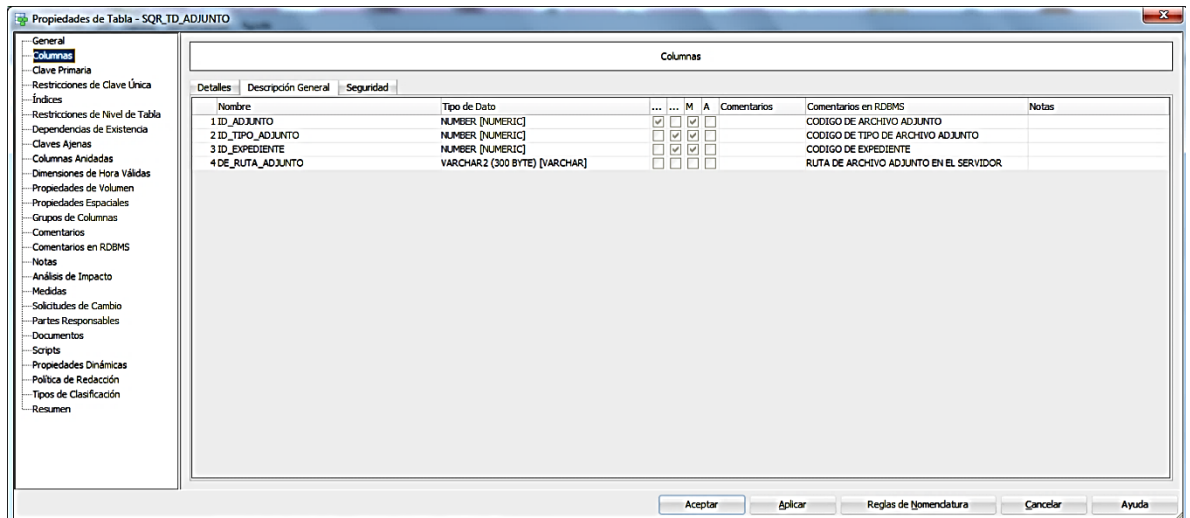 Propiedades de Tabla - SQR_TD_ADJUNTO
General
Columnas
Clave Primaria
Restricciones de Clave Única
Índices
Restricciones de Nivel de Tabla
Dependencias de Existencia
Claves Ajenas
Columnas Anidadas
Dimensiones de Hora Válidas
Propiedades de Volumen
Propiedades Espaciales
Grupos de Columnas
Comentarios
Comentarios en RDBMS
Notas
Análisis de Impacto
Medidas
Solicitudes de Cambio
Partes Responsables
Documentos
Scripts
Propiedades Dinámicas
Política de Redacción
Tipos de Clasificación
Resumen
Columnas
Detalles Descripción General Seguridad
Nombre Tipo de Dato ... ... M A Comentarios Comentarios en RDBMS Notas
1 ID_ADJUNTO NUMBER [NUMERIC] CODIGO DE ARCHIVO ADJUNTO
2 ID_TIPO_ADJUNTO NUMBER [NUMERIC] CODIGO DE TIPO DE ARCHIVO ADJUNTO
3 ID_EXPEDIENTE NUMBER [NUMERIC] CODIGO DE EXPEDIENTE
4 DE_RUTA_ADJUNTO VARCHAR2 (300 BYTE) [VARCHAR] RUTA DE ARCHIVO ADJUNTO EN EL SERVIDOR
Aceptar Aplicar Reglas de Nomenclatura Cancelar Ayuda